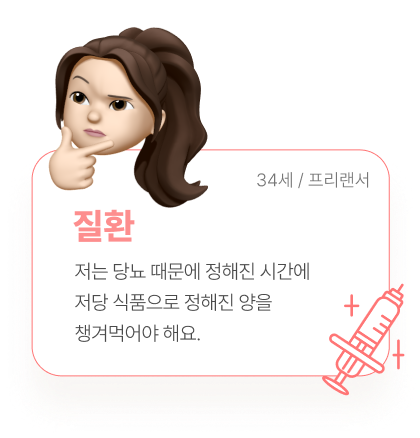 34세 / 프리랜서
질환
저는 당뇨 때문에 정해진 시간에
저당 식품으로 정해진 양을
챙겨먹어야 해요.